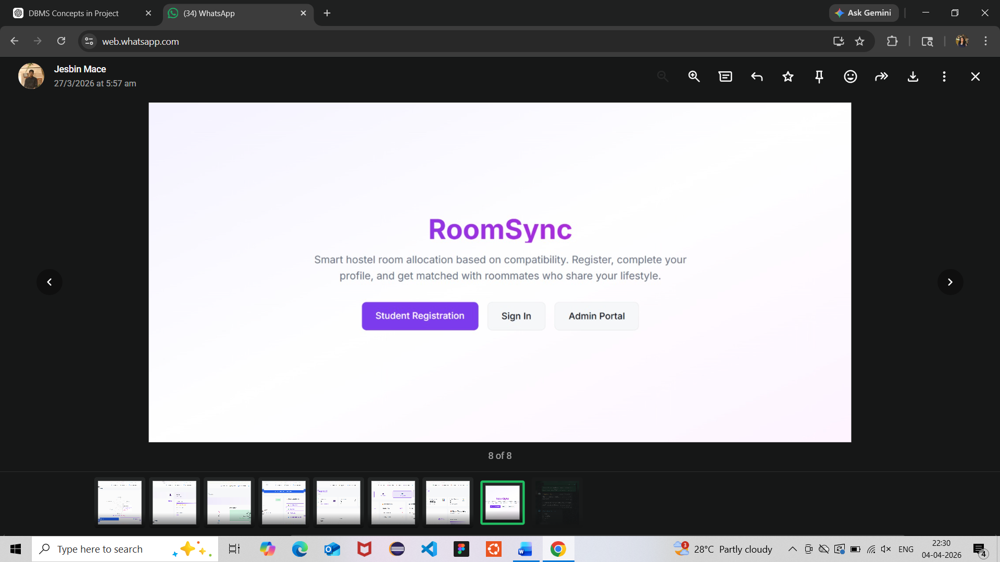 DBMS Concepts in Project
(34) WhatsApp
Ask Gemini
web.whatsapp.com
Jesbin Mace
27/3/2026 at 5:57 am
RoomSync
Smart hostel room allocation based on compatibility. Register, complete your
profile, and get matched with roommates who share your lifestyle.
Student Registration
Sign In
Admin Portal
8 of 8
Type here to search
3
28°C Partly cloudy
ENG
22:30
04-04-2026
4